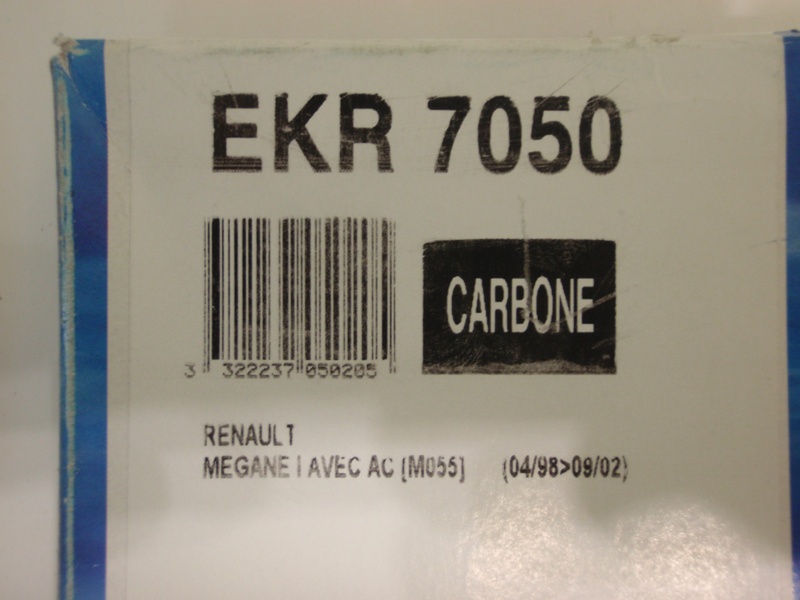 EKR 7050
CARBONE
3 322237 050205
RENAULT
MEGANE I AVEC AC [M055] (04/98>09/02)